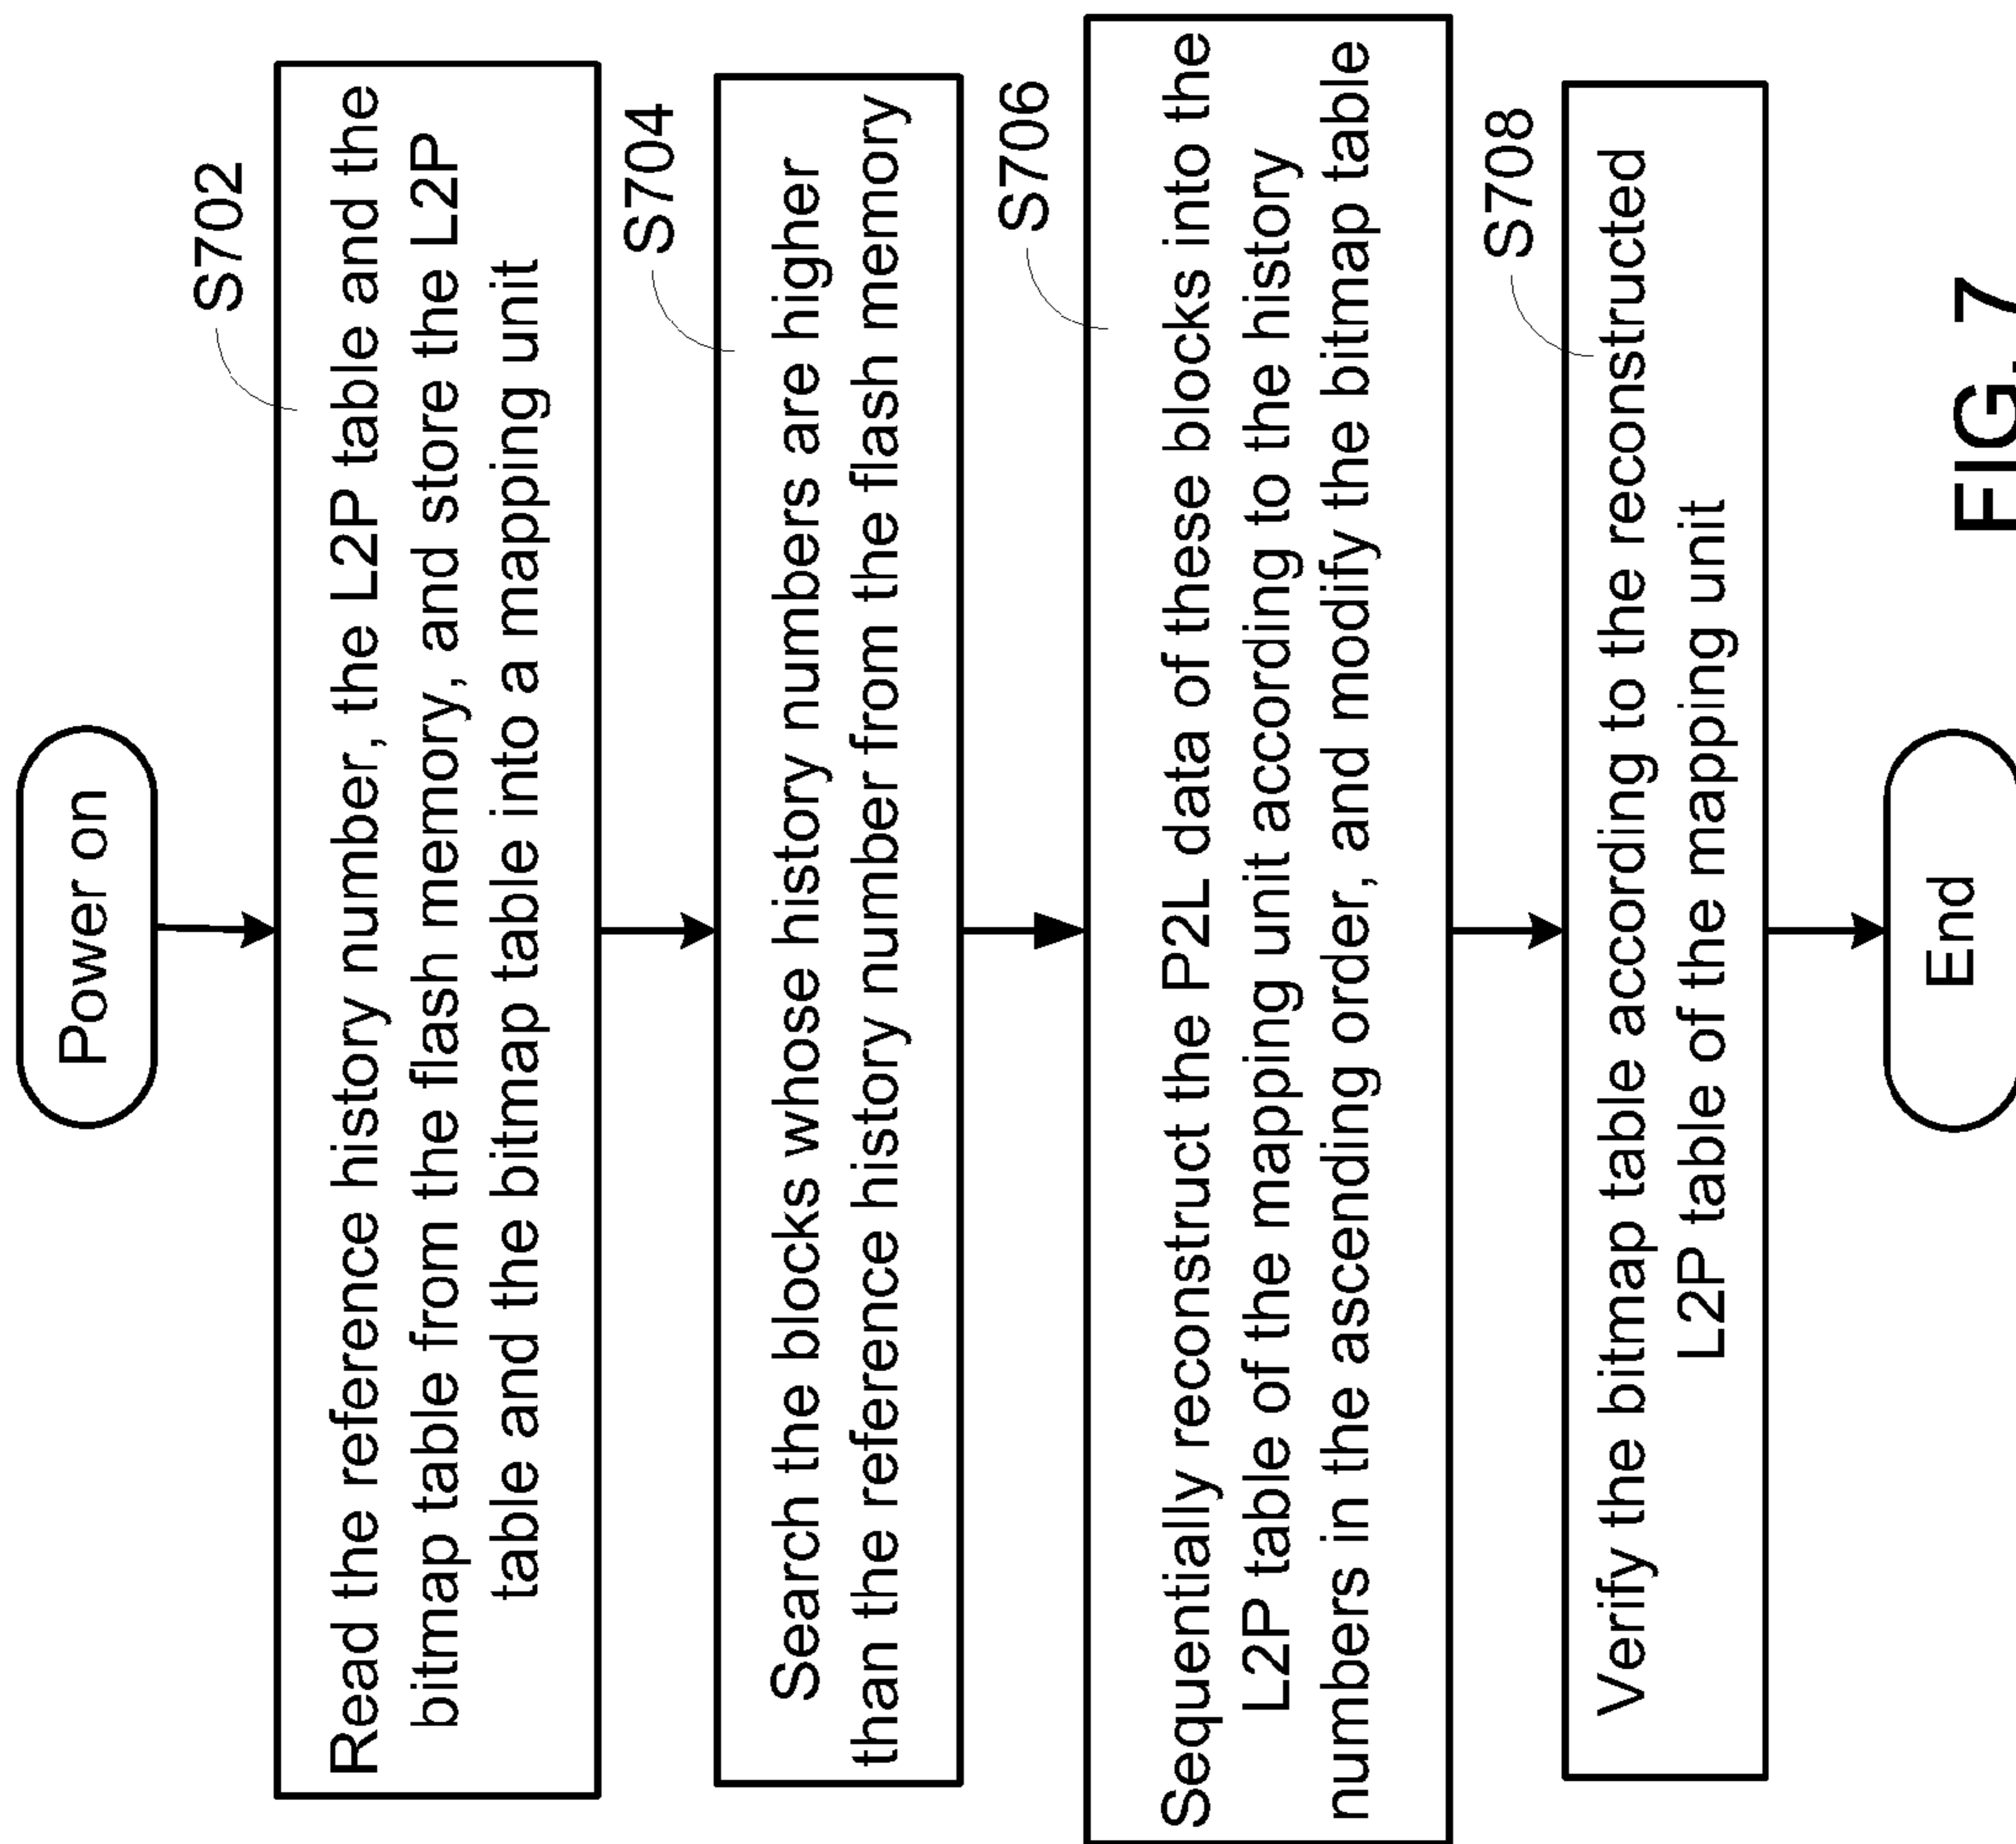 Power on
S702
Read the reference history number, the L2P table and the
bitmap table from the flash memory, and store the L2P
table and the bitmap table into a mapping unit
S704
Search the blocks whose history numbers are higher
than the reference history number from the flash memory
S706
Sequentially reconstruct the P2L data of these blocks into the
L2P table of the mapping unit according to the history
numbers in the ascending order, and modify the bitmap table
S708
Verify the bitmap table according to the reconstructed
L2P table of the mapping unit
End
FIG. 7